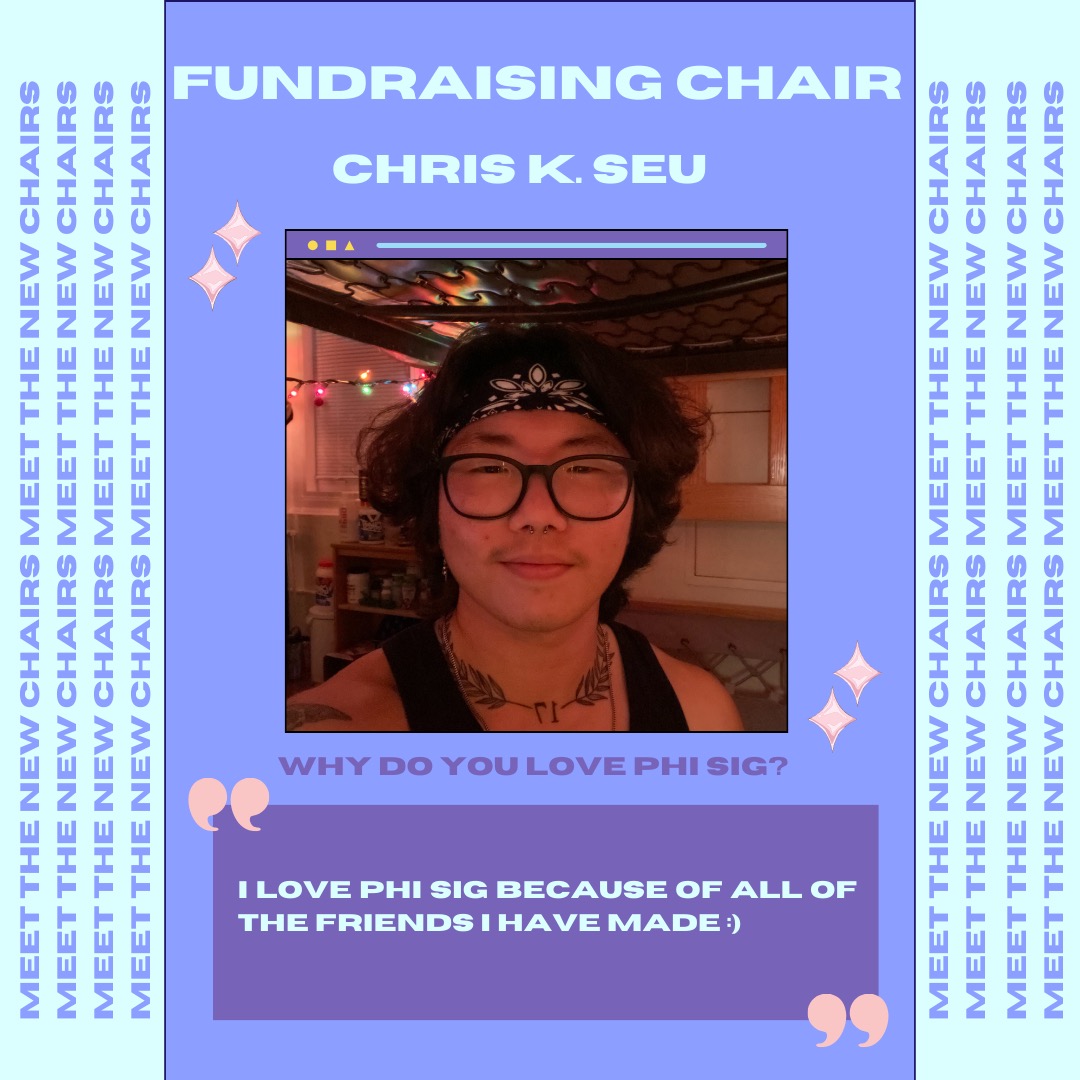 FUNDRAISING CHAIR
CHRIS K. SEU
MEET THE NEW CHAIRS MEET THE NEW CHAIRS
MEET THE NEW CHAIRS MEET THE NEW CHAIRS
MEET THE NEW CHAIRS MEET THE NEW CHAIRS
MEET THE NEW CHAIRS MEET THE NEW CHAIRS
17
WHY DO YOU LOVE PHI SIG?
I LOVE PHI SIG BECAUSE OF ALL OF
THE FRIENDS I HAVE MADE :)
MEET THE NEW CHAIRS MEET THE NEW CHAIRS
MEET THE NEW CHAIRS MEET THE NEW CHAIRS
MEET THE NEW CHAIRS MEET THE NEW CHAIRS
MEET THE NEW CHAIRS MEET THE NEW CHAIRS